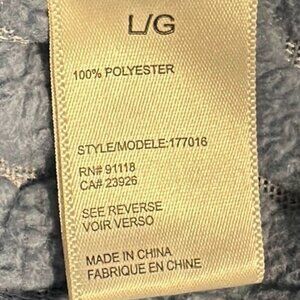 L/G
100% POLYESTER
STYLE/MODELE:177016
RN# 91118
CA# 23926
SEE REVERSE
VOIR VERSO
MADE IN CHINA
FABRIQUE EN CHINE